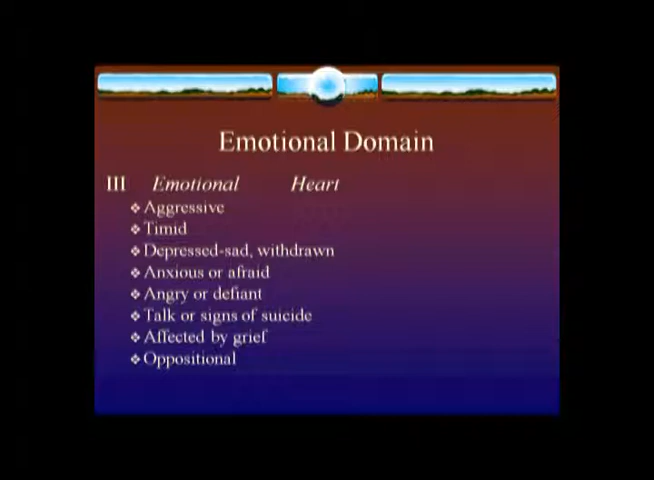 Emotional Domain
III Emotional Heart
❖ Aggressive
❖ Timid
❖ Depressed-sad, withdrawn
❖ Anxious or afraid
❖ Angry or defiant
❖ Talk or signs of suicide
❖ Affected by grief
❖ Oppositional